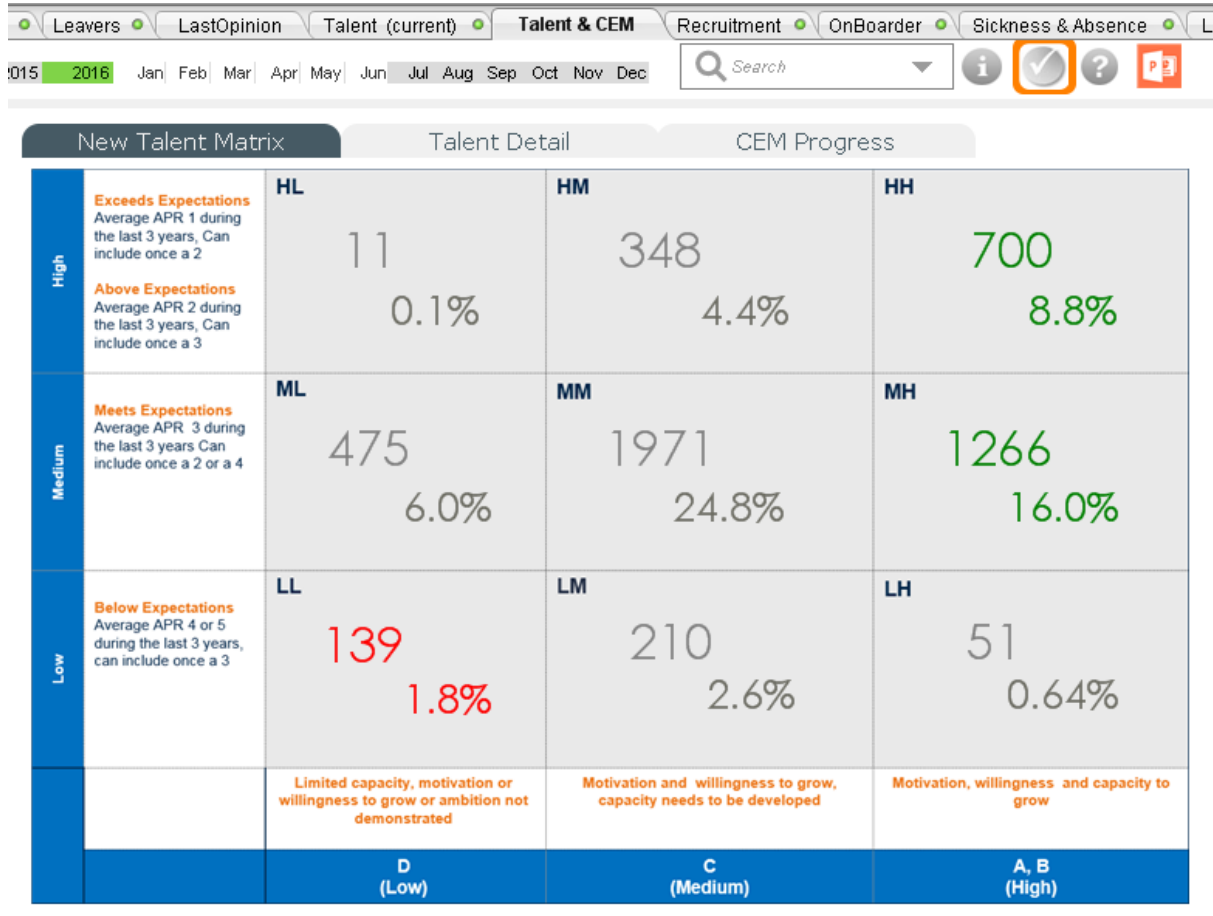 Leavers LastOpinion Talent (current) Talent & CEM Recruitment OnBoarder Sickness & Absence L
2015 2016 Jan Feb Mar Apr May Jun Jul Aug Sep Oct Nov Dec Search i ? P
New Talent Matrix Talent Detail CEM Progress
High
Exceeds Expectations
Average APR 1 during
the last 3 years, Can
include once a 2
Above Expectations
Average APR 2 during
the last 3 years, Can
include once a 3
HL
11
0.1%
HM
348
4.4%
HH
700
8.8%
Medium
Meets Expectations
Average APR 3 during
the last 3 years Can
include once a 2 or a 4
ML
475
6.0%
MM
1971
24.8%
MH
1266
16.0%
Low
Below Expectations
Average APR 4 or 5
during the last 3 years,
can include once a 3
LL
139
1.8%
LM
210
2.6%
LH
51
0.64%
Limited capacity, motivation or
willingness to grow or ambition not
demonstrated
Motivation and willingness to grow,
capacity needs to be developed
Motivation, willingness and capacity to
grow
D
(Low)
C
(Medium)
A, B
(High)